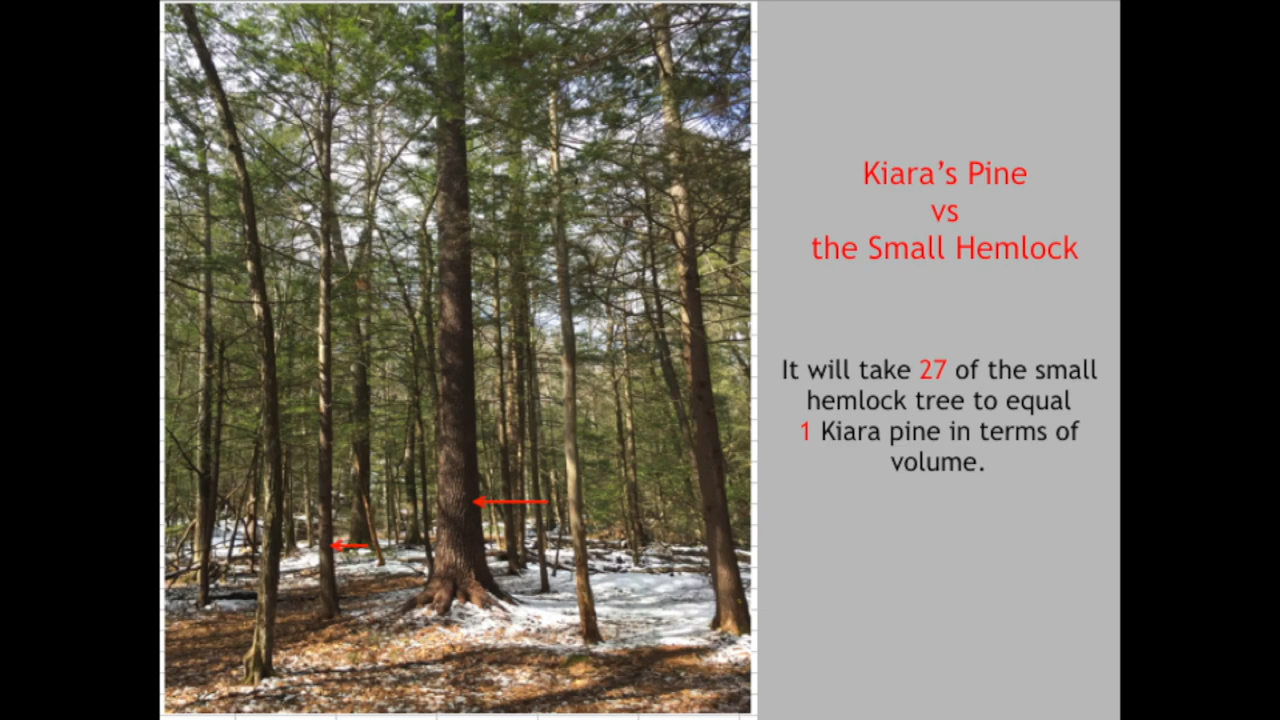 Kiara’s Pine
vs
the Small Hemlock
It will take 27 of the small
hemlock tree to equal
1 Kiara pine in terms of
volume.